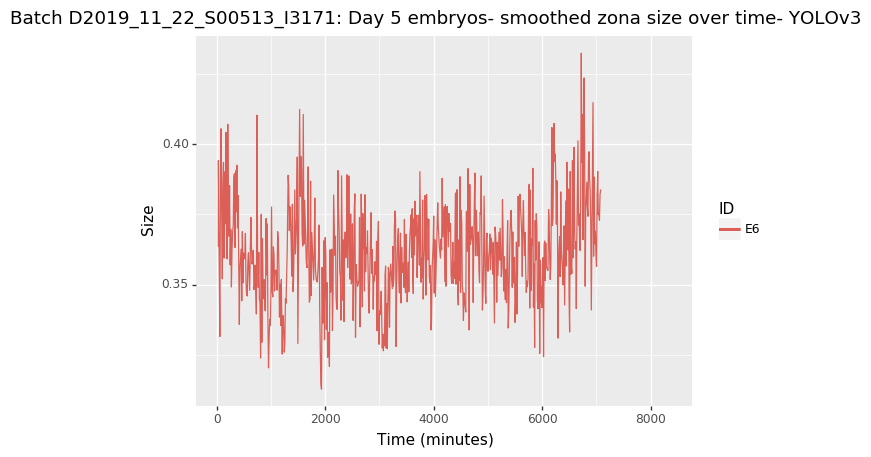 Batch D2019_11_22_S00513_I3171: Day 5 embryos- smoothed zona size over time- YOLOv3
0.40
0.35
Size
0 2000 4000 6000 8000
Time (minutes)
ID
E6